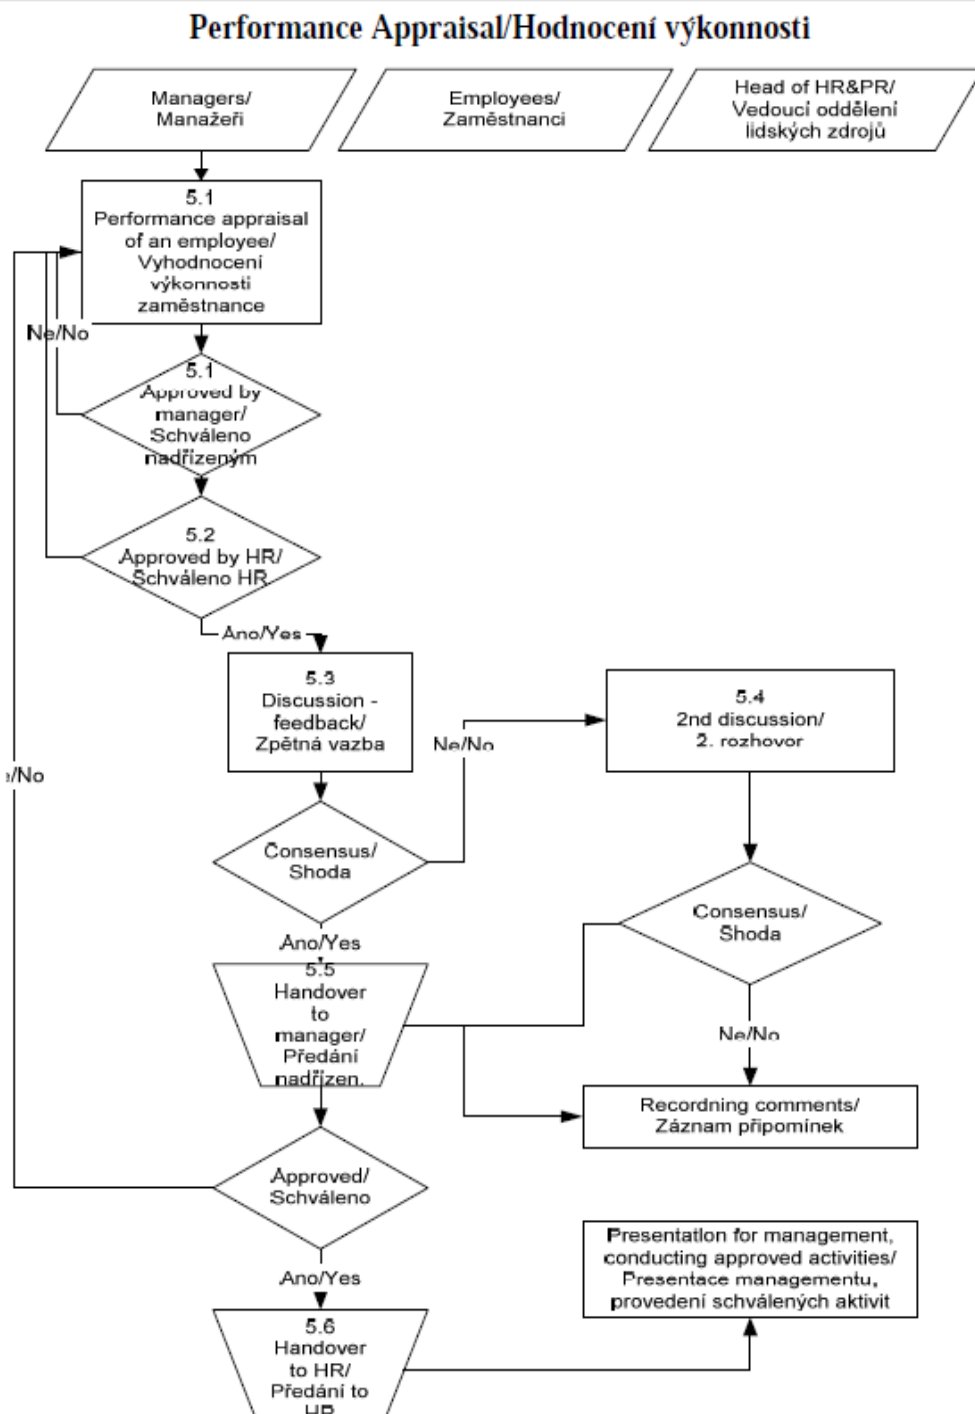 Performance Appraisal/Hodnocení výkonnosti
Managers/
Manažeři
Employees/
Zaměstnanci
Head of HR&PR/
Vedoucí oddělení
lidských zdrojů
5.1
Performance appraisal
of an employee/
Vyhodnocení
výkonnosti
zaměstnance
Ne/No
5.1
Approved by
manager/
Schváleno
nadřízeným
5.2
Approved by HR/
Schváleno HR
Ano/Yes
5.3
Discussion -
feedback/
Zpětná vazba
Ne/No
5.4
2nd discussion/
2. rozhovor
e/No
Consensus/
Shoda
Consensus/
Shoda
Ano/Yes
5.5
Handover
to
manager/
Předání
nadřízen.
Ne/No
Recordning comments/
Záznam připomínek
Approved/
Schváleno
Ano/Yes
Presentation for management,
conducting approved activities/
Presentace managementu,
provedení schválených aktivit
5.6
Handover
to HR/
Předání to
HR